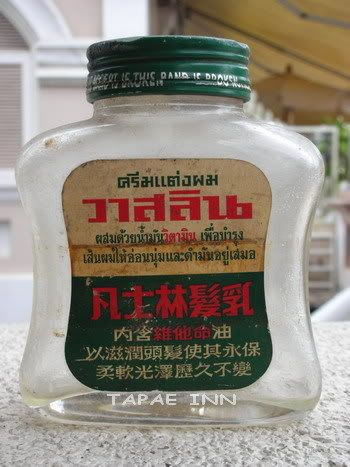 ACCEPT IS THIS BAND IS BROKEN
ครีมแต่งผม
วาสลิน
ผสมด้วยน้ำมันวิตามิน เพื่อบำรุง
เส้นผมให้อ่อนนุ่มและดำมันอยู่เสมอ
凡士林髮乳
內含維他命油
以滋潤頭髮使其永保
柔軟光澤歷久不變
TAPAE INN